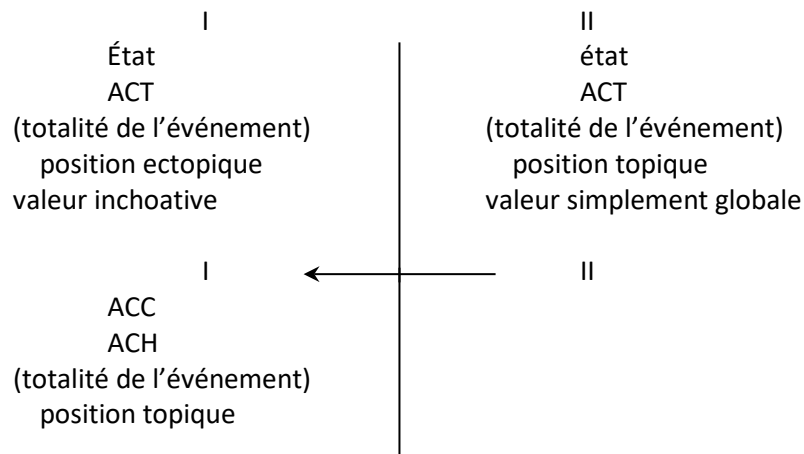 I II
État état
ACT ACT
(totalité de l’événement) (totalité de l’événement)
position ectopique position topique
valeur inchoative valeur simplement globale
I II
ACC
ACH
(totalité de l’événement)
position topique